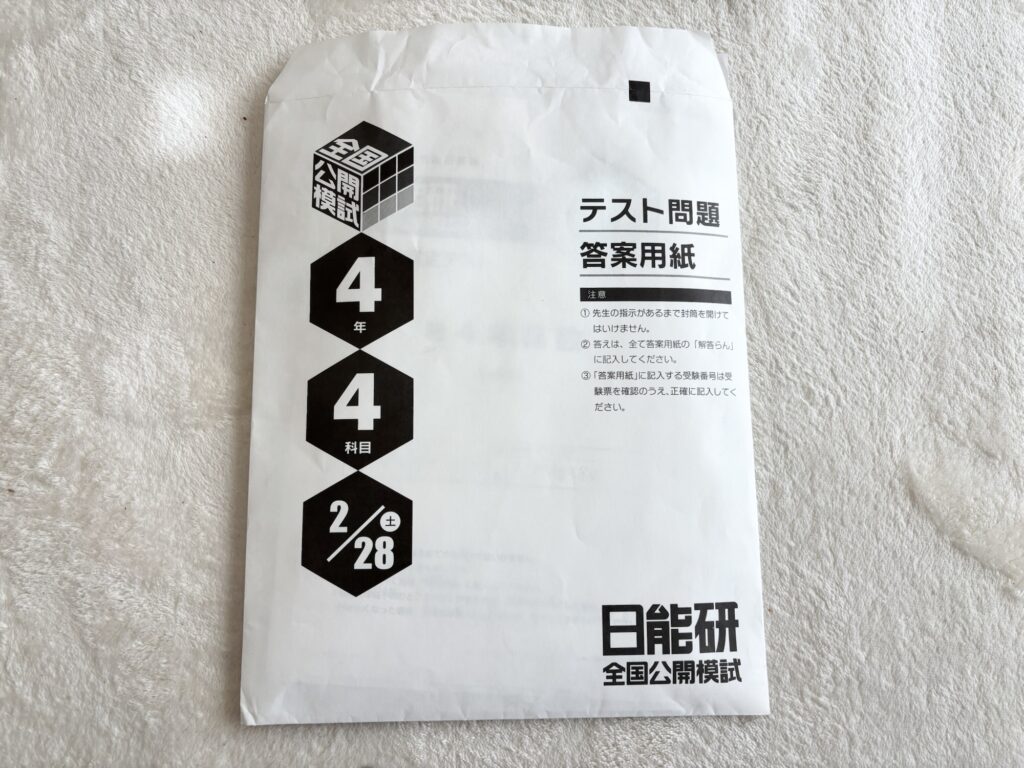 全国
公開
模試
4
年
4
科目
2/28
土
テスト問題
答案用紙
注意
① 先生の指示があるまで封筒を開けて
はいけません。
② 答えは、全て答案用紙の「解答らん」
に記入してください。
③「答案用紙」に記入する受験番号は受
験票を確認のうえ、正確に記入してく
ださい。
日能研
全国公開模試